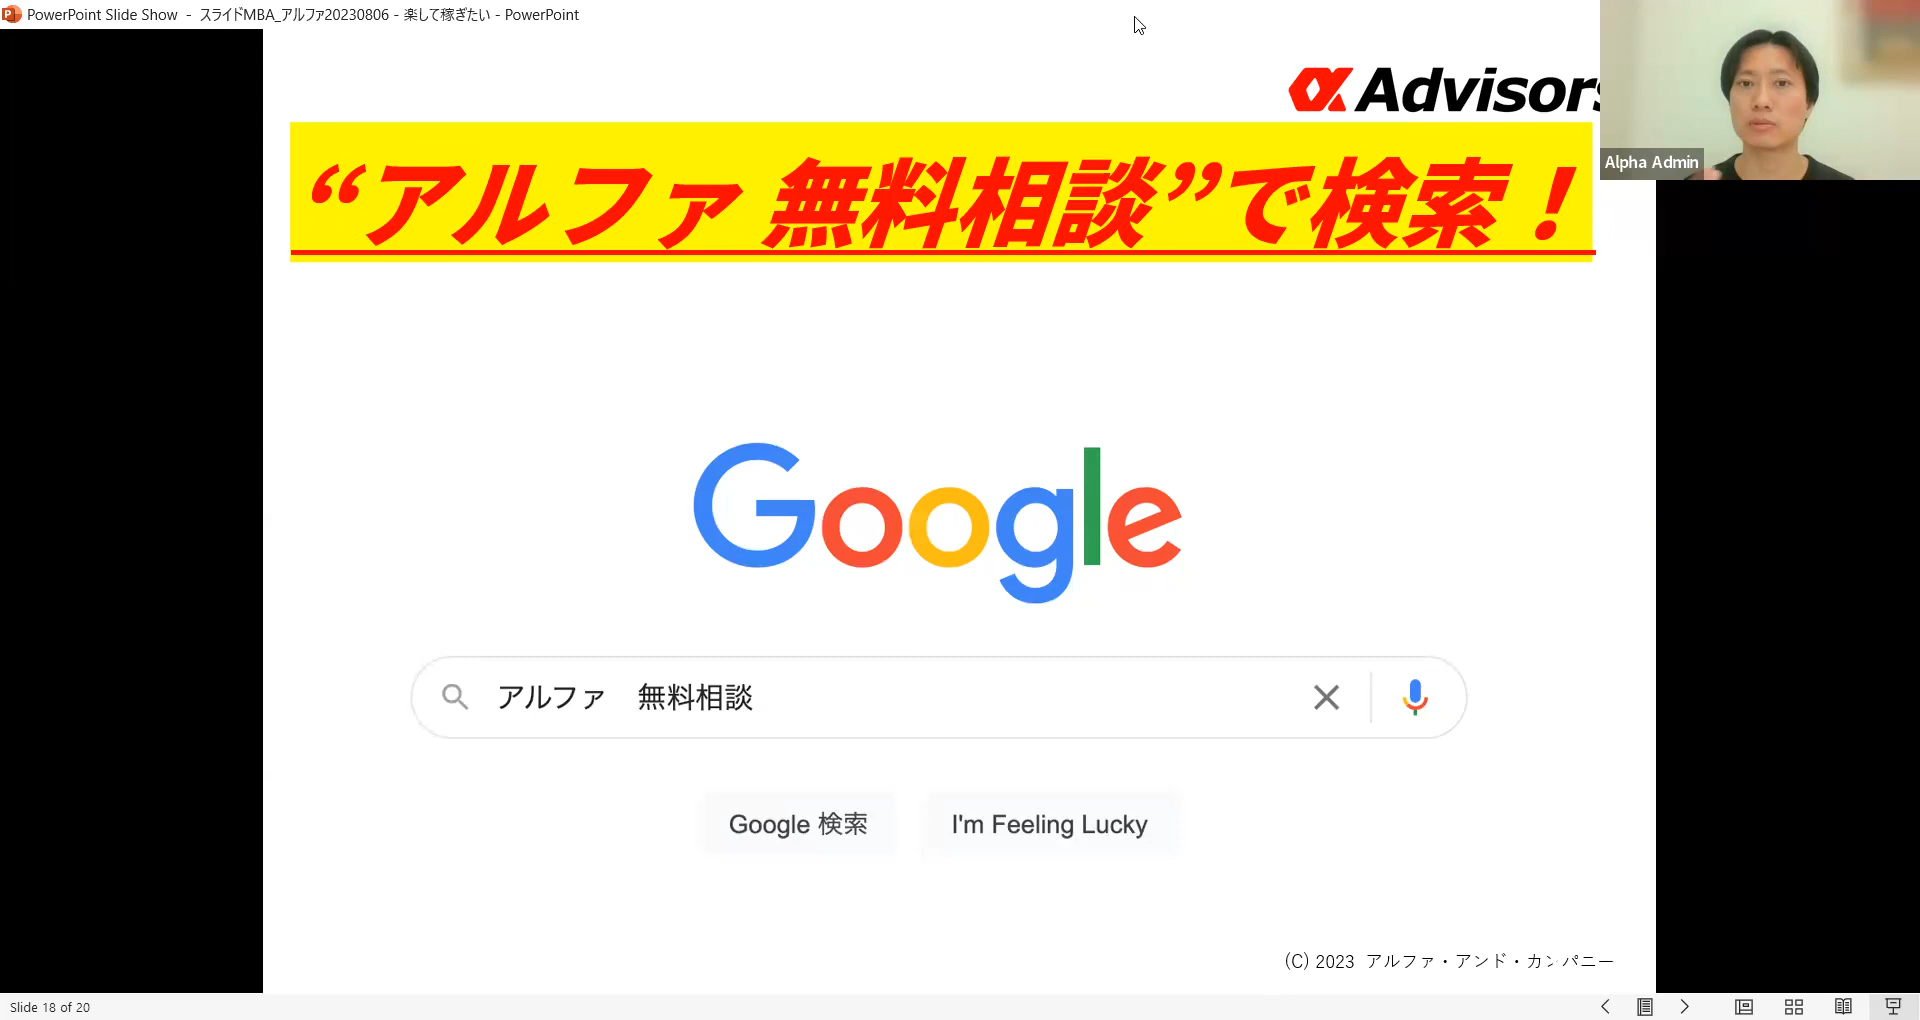 PowerPoint Slide Show - スライドMBA_アルファ20230806 - 楽して稼ぎたい - PowerPoint
Advisors
Alpha Admin
“アルファ 無料相談”で検索！
Google
アルファ　無料相談
Google 検索
I'm Feeling Lucky
(C) 2023 アルファ・アンド・カンパニー
Slide 18 of 20